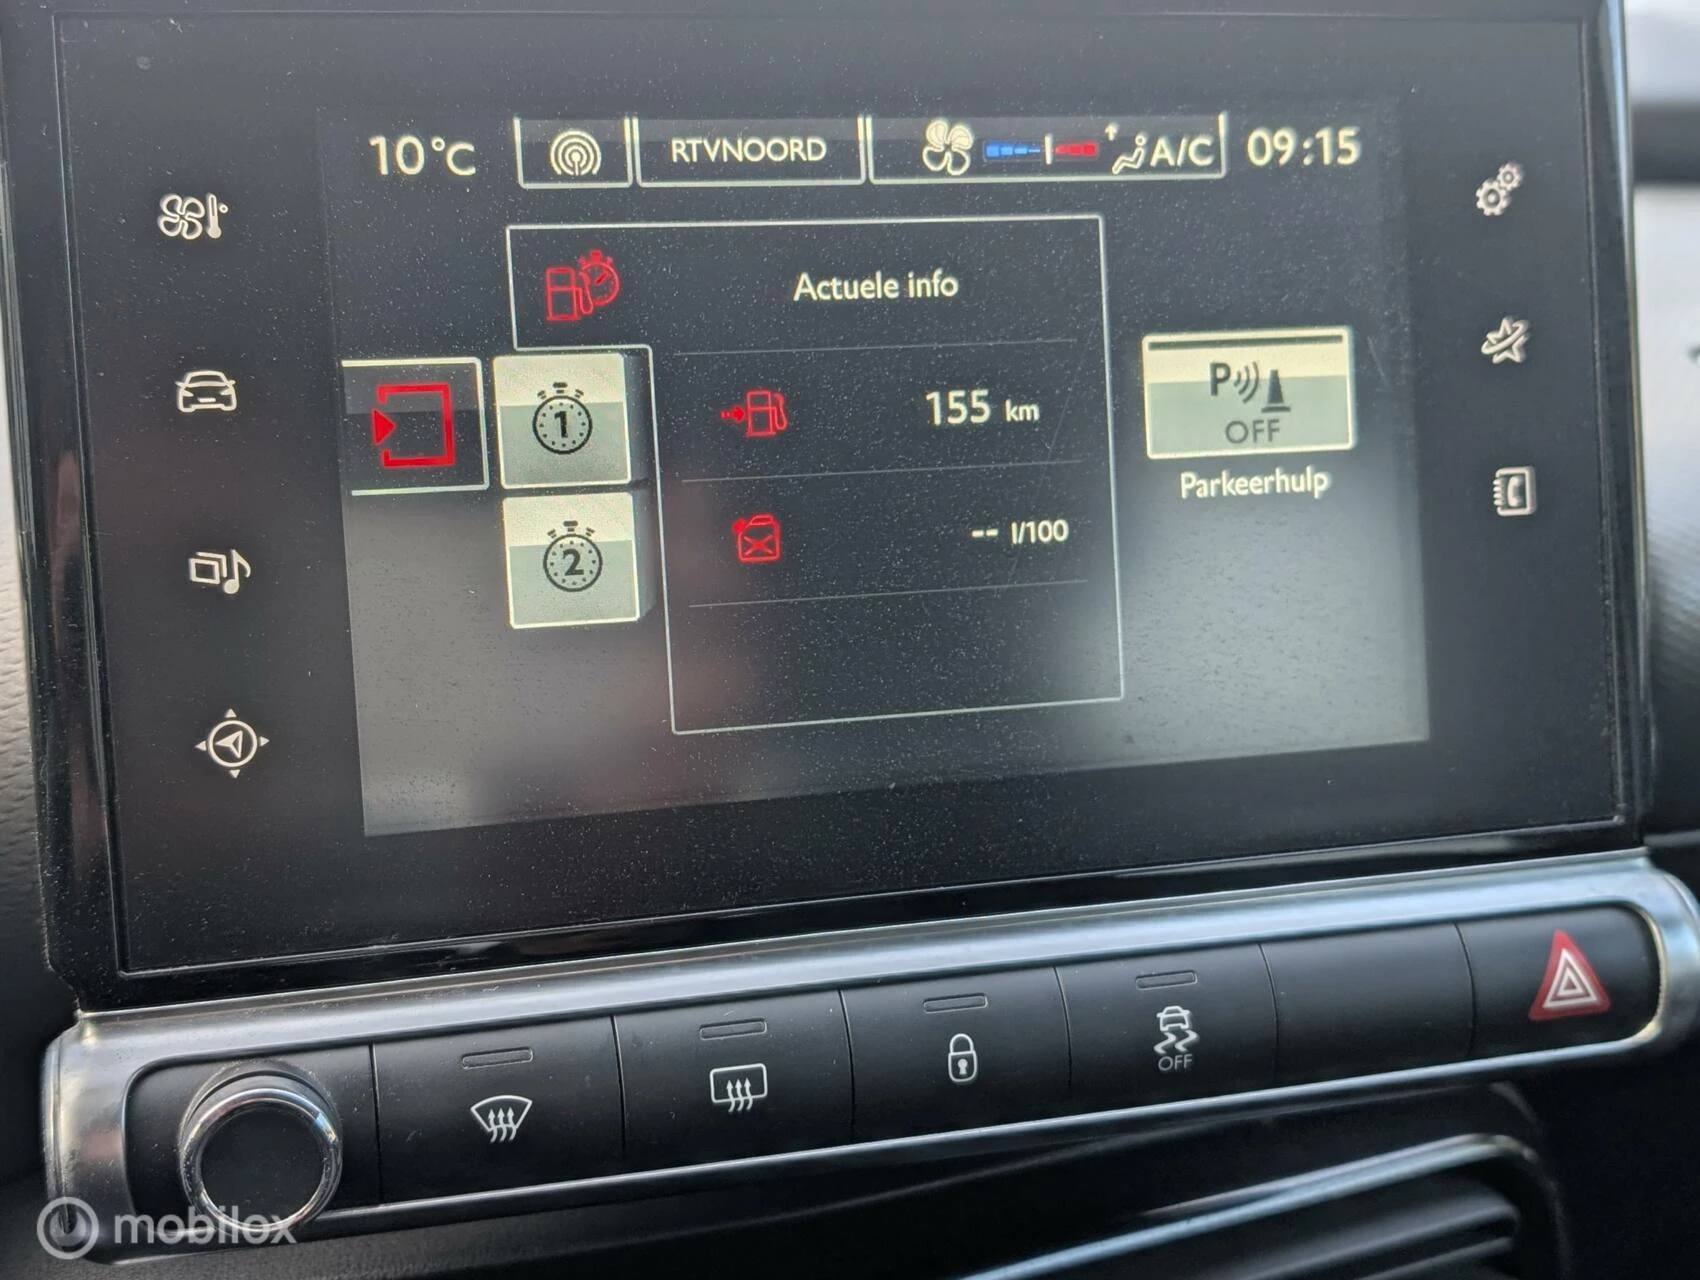 10°C
RTVNOORD
A/C
09:15
Actuele info
1
155 km
P
OFF
Parkeerhulp
2
-- l/100
OFF
mobilox